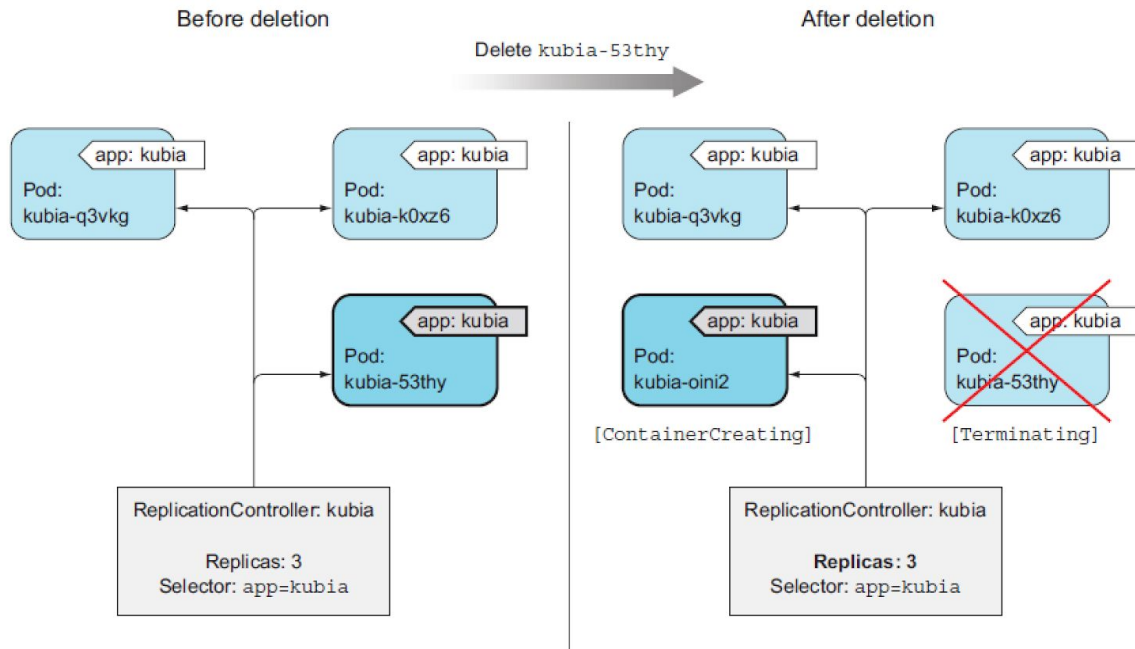 Before deletion
After deletion
Delete kubia-53thy
app: kubia
Pod:
kubia-q3vkg
app: kubia
Pod:
kubia-k0xz6
app: kubia
Pod:
kubia-53thy
ReplicationController: kubia
Replicas: 3
Selector: app=kubia
app: kubia
Pod:
kubia-q3vkg
app: kubia
Pod:
kubia-k0xz6
app: kubia
Pod:
kubia-oini2
[ContainerCreating]
app: kubia
Pod:
kubia-53thy
[Terminating]
ReplicationController: kubia
Replicas: 3
Selector: app=kubia